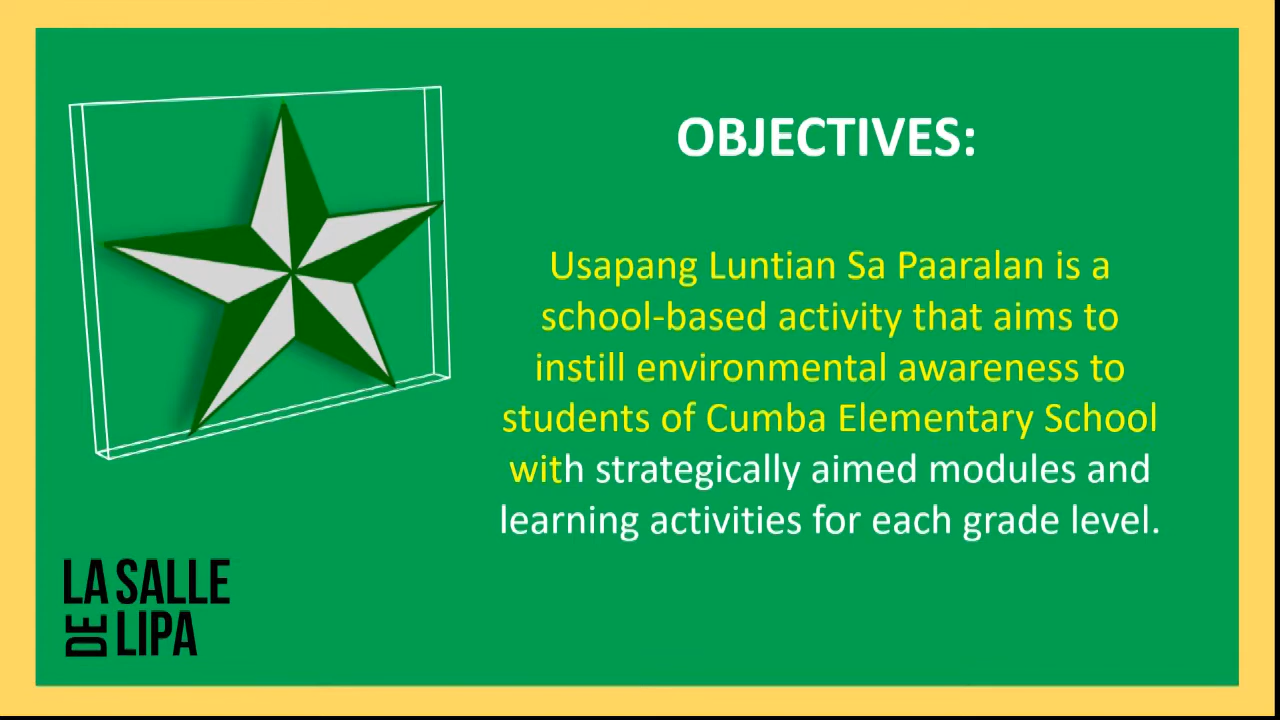 OBJECTIVES:
Usapang Luntian Sa Paaralan is a
school-based activity that aims to
instill environmental awareness to
students of Cumba Elementary School
with strategically aimed modules and
learning activities for each grade level.
LA SALLE
DE LIPA